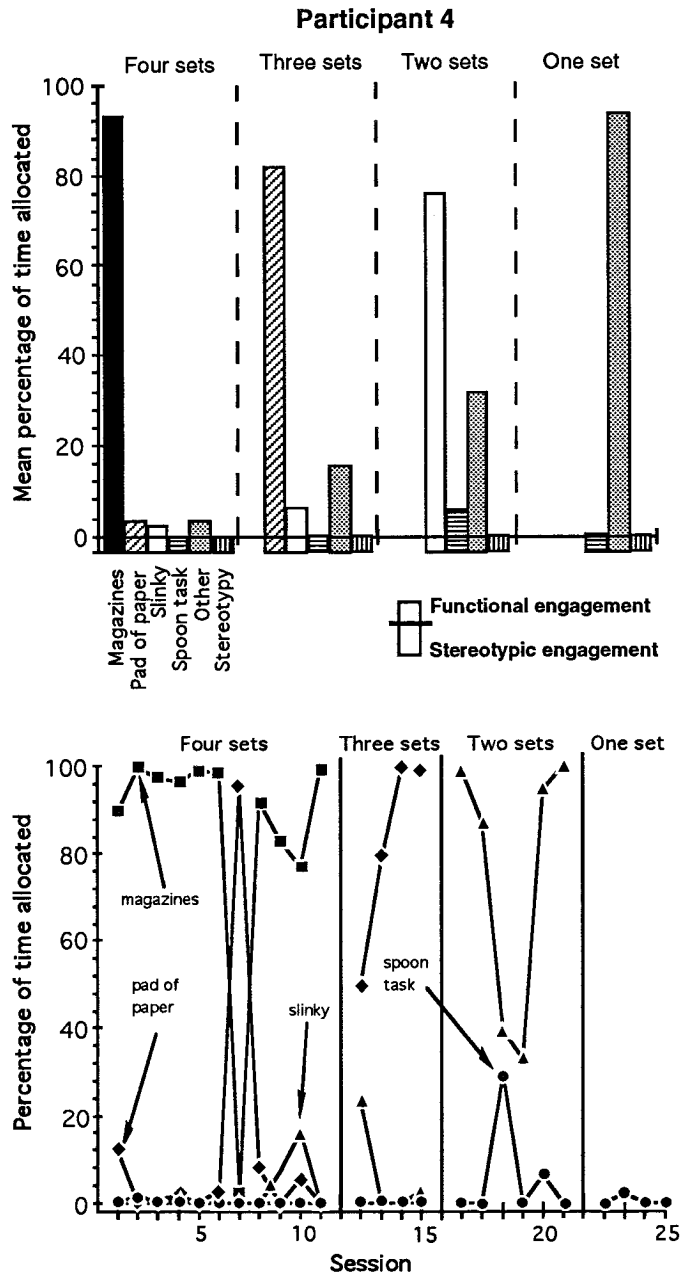 Participant 4
Four sets Three sets Two sets One set
Mean percentage of time allocated
100
80
60
40
20
0
Magazines
Pad of paper
Slinky
Spoon task
Other
Stereotypy
Functional engagement
Stereotypic engagement
Four sets Three sets Two sets One set
Percentage of time allocated
100
80
60
40
20
0
magazines
pad of
paper
slinky
spoon
task
5 10 15 20 25
Session